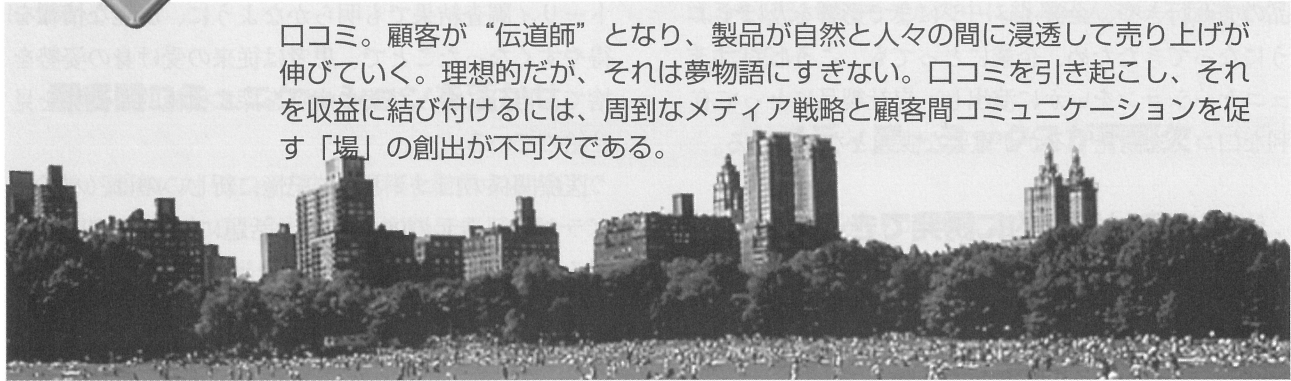 口コミ。顧客が“伝道師”となり、製品が自然と人々の間に浸透して売り上げが
伸びていく。理想的だが、それは夢物語にすぎない。口コミを引き起こし、それ
を収益に結び付けるには、周到なメディア戦略と顧客間コミュニケーションを促
す「場」の創出が不可欠である。